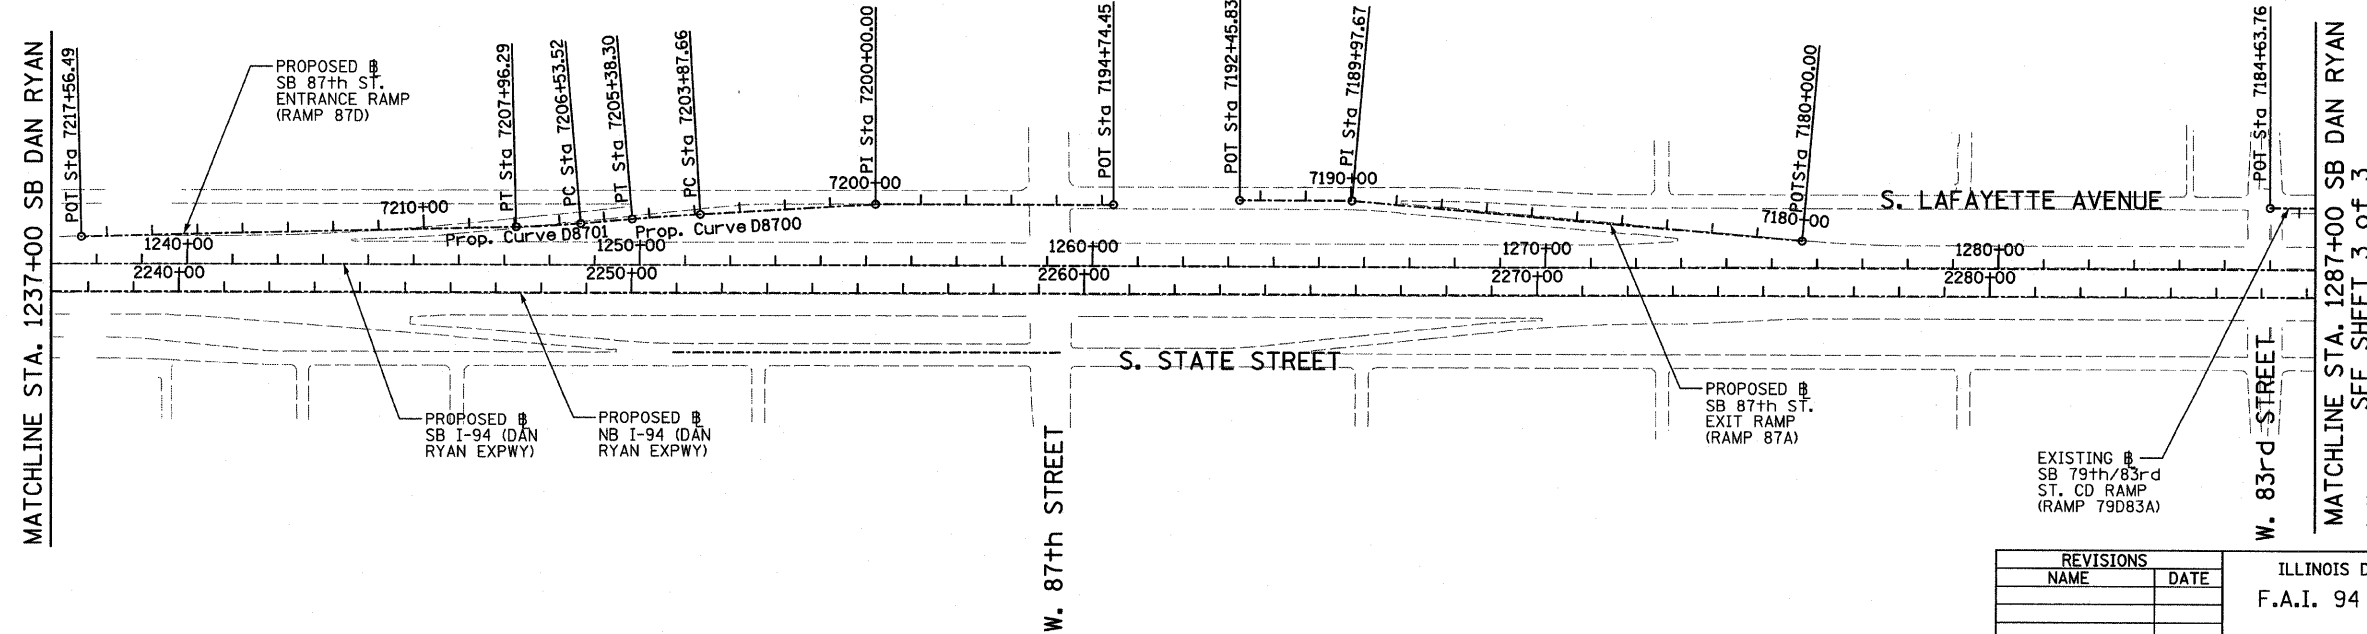 MATCHLINE STA. 1237+00 SB DAN RYAN
POT Sta 7217+56.49
PROPOSED ℄
SB 87th ST.
ENTRANCE RAMP
(RAMP 87D)
PT Sta 7207+96.29
PC Sta 7206+53.52
PT Sta 7205+38.30
PC Sta 7203+87.66
PI Sta 7200+00.00
POT Sta 7194+74.45
POT Sta 7192+45.83
PI Sta 7189+97.67
POTSta 7180+00.00
POT Sta 7184+63.76
7210+00
7200+00
7190+00
7180+00
S. LAFAYETTE AVENUE
Prop. Curve D8701
Prop. Curve D8700
1240+00
1250+00
1260+00
1270+00
1280+00
2240+00
2250+00
2260+00
2270+00
2280+00
S. STATE STREET
PROPOSED ℄
SB I-94 (DAN
RYAN EXPWY)
PROPOSED ℄
NB I-94 (DAN
RYAN EXPWY)
W. 87th STREET
PROPOSED ℄
SB 87th ST.
EXIT RAMP
(RAMP 87A)
EXISTING ℄
SB 79th/83rd
ST. CD RAMP
(RAMP 79D83A)
W. 83rd STREET
MATCHLINE STA. 1287+00 SB DAN RYAN
SEE SHEET 3 of 3
REVISIONS
NAME DATE
ILLINOIS D
F.A.I. 94